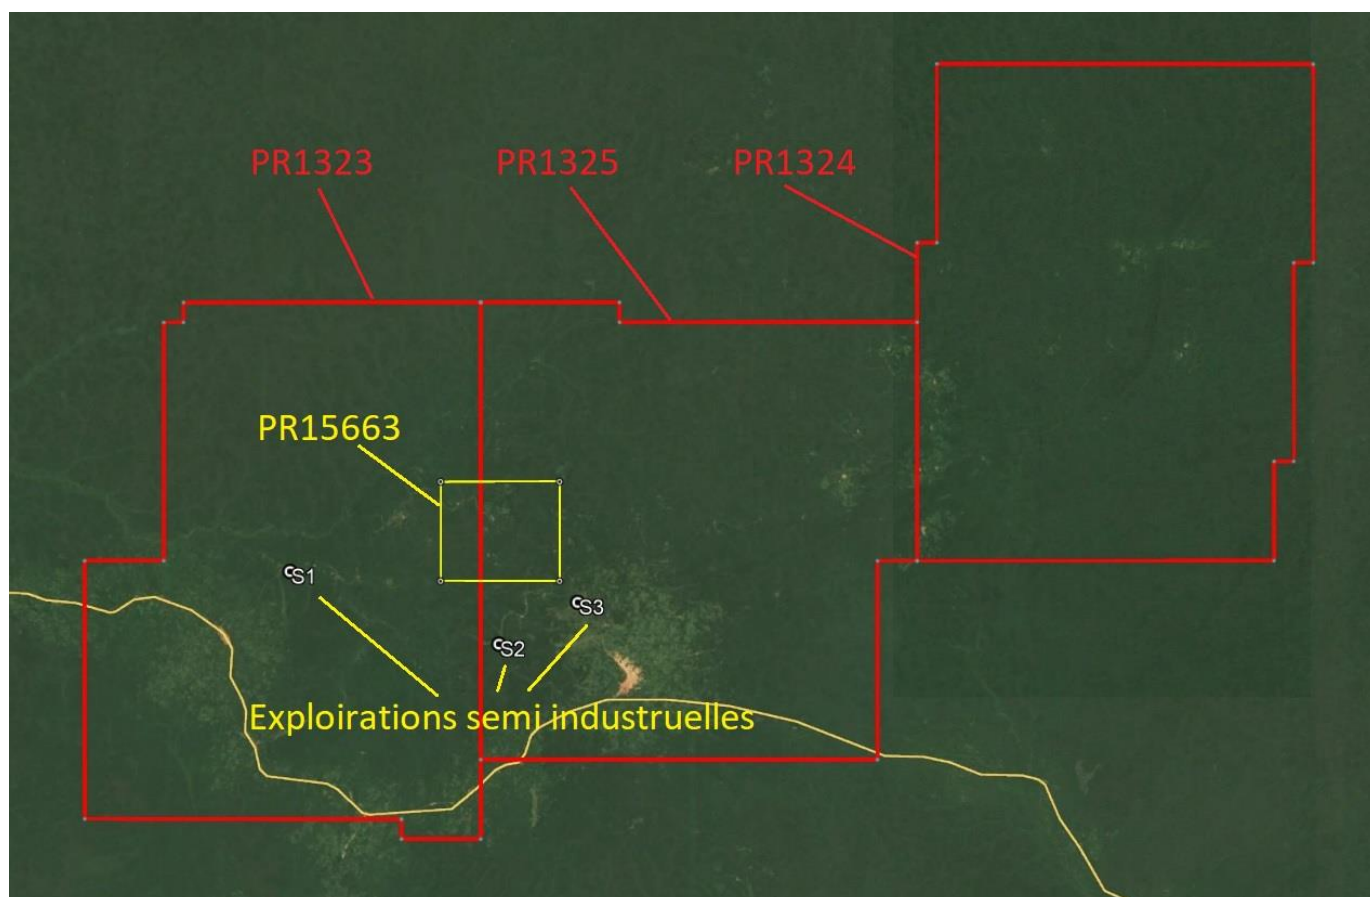 PR1323
PR1325
PR1324
PR15663
S1
S3
S2
Exploirations semi industruelles